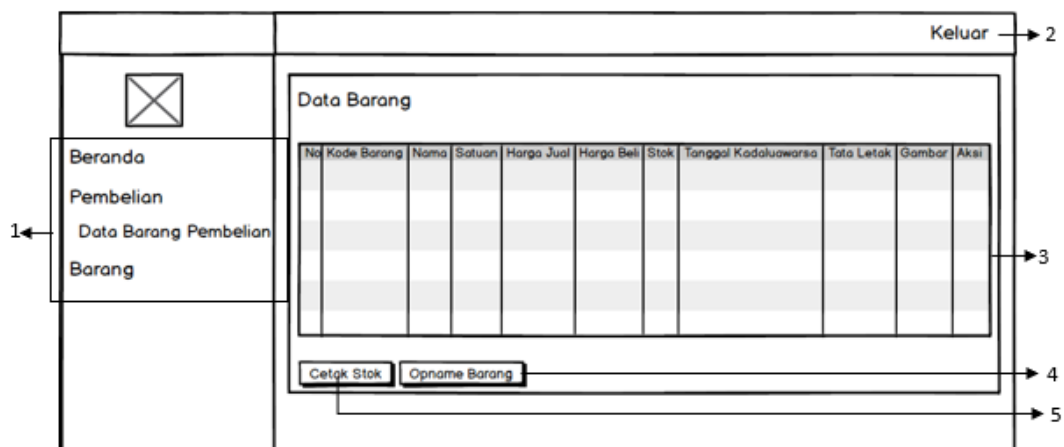 Keluar
2
Data Barang
Beranda
Pembelian
Data Barang Pembelian
Barang
1
No Kode Barang Nama Satuan Harga Jual Harga Beli Stok Tanggal Kadaluawarsa Tata Letak Gambar Aksi
3
Cetak Stok Opname Barang
4
5